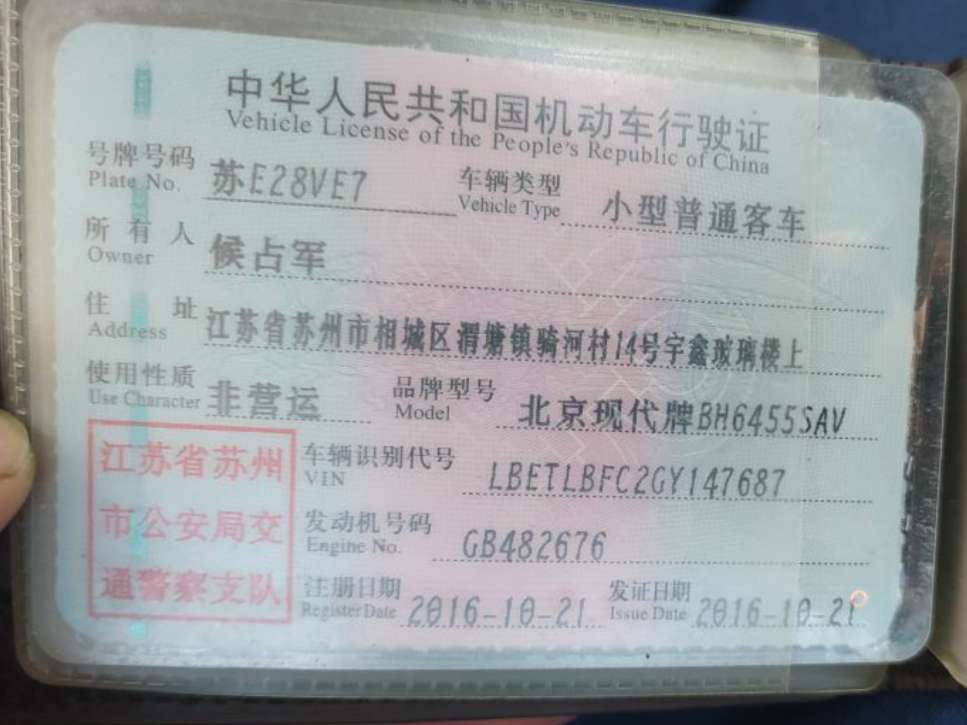 中华人民共和国机动车行驶证
Vehicle License of the People's Republic of China
号牌号码 苏E28VE7 车辆类型 小型普通客车
Plate No. Vehicle Type
所有人 候占军
Owner
住址 江苏省苏州市相城区渭塘镇骑河村14号宇鑫玻璃楼上
Address
使用性质 非营运 品牌型号 北京现代牌BH6455SAV
Use Character Model
江苏省苏州
市公安局交
通警察支队
车辆识别代号 LBETLBFC2GY147687
VIN
发动机号码 GB482676
Engine No.
注册日期 2016-10-21 发证日期 2016-10-21
Register Date Issue Date